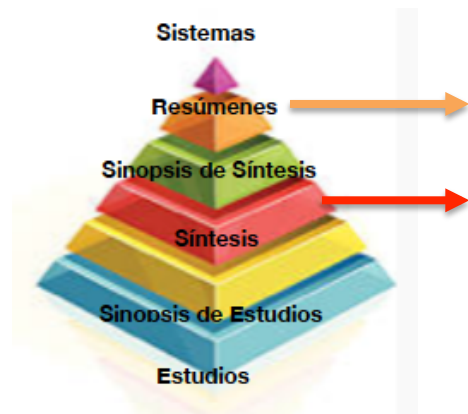 Sistemas
Resúmenes
Sinopsis de Síntesis
Síntesis
Sinopsis de Estudios
Estudios